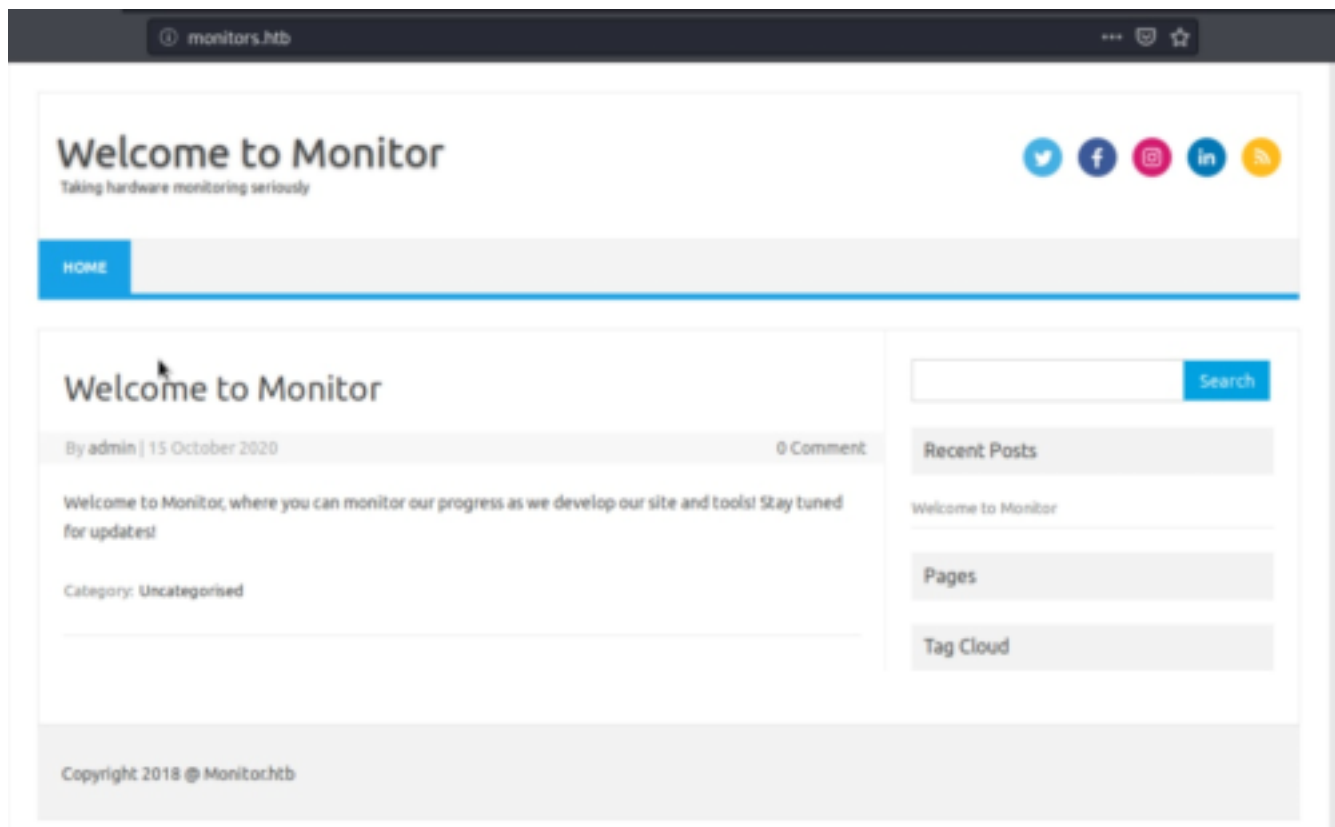 monitors.htb
Welcome to Monitor
Taking hardware monitoring seriously
HOME
Welcome to Monitor
By admin | 15 October 2020
0 Comment
Welcome to Monitor, where you can monitor our progress as we develop our site and tools! Stay tuned
for updates!
Category: Uncategorised
Search
Recent Posts
Welcome to Monitor
Pages
Tag Cloud
Copyright 2018 @ Monitor.htb